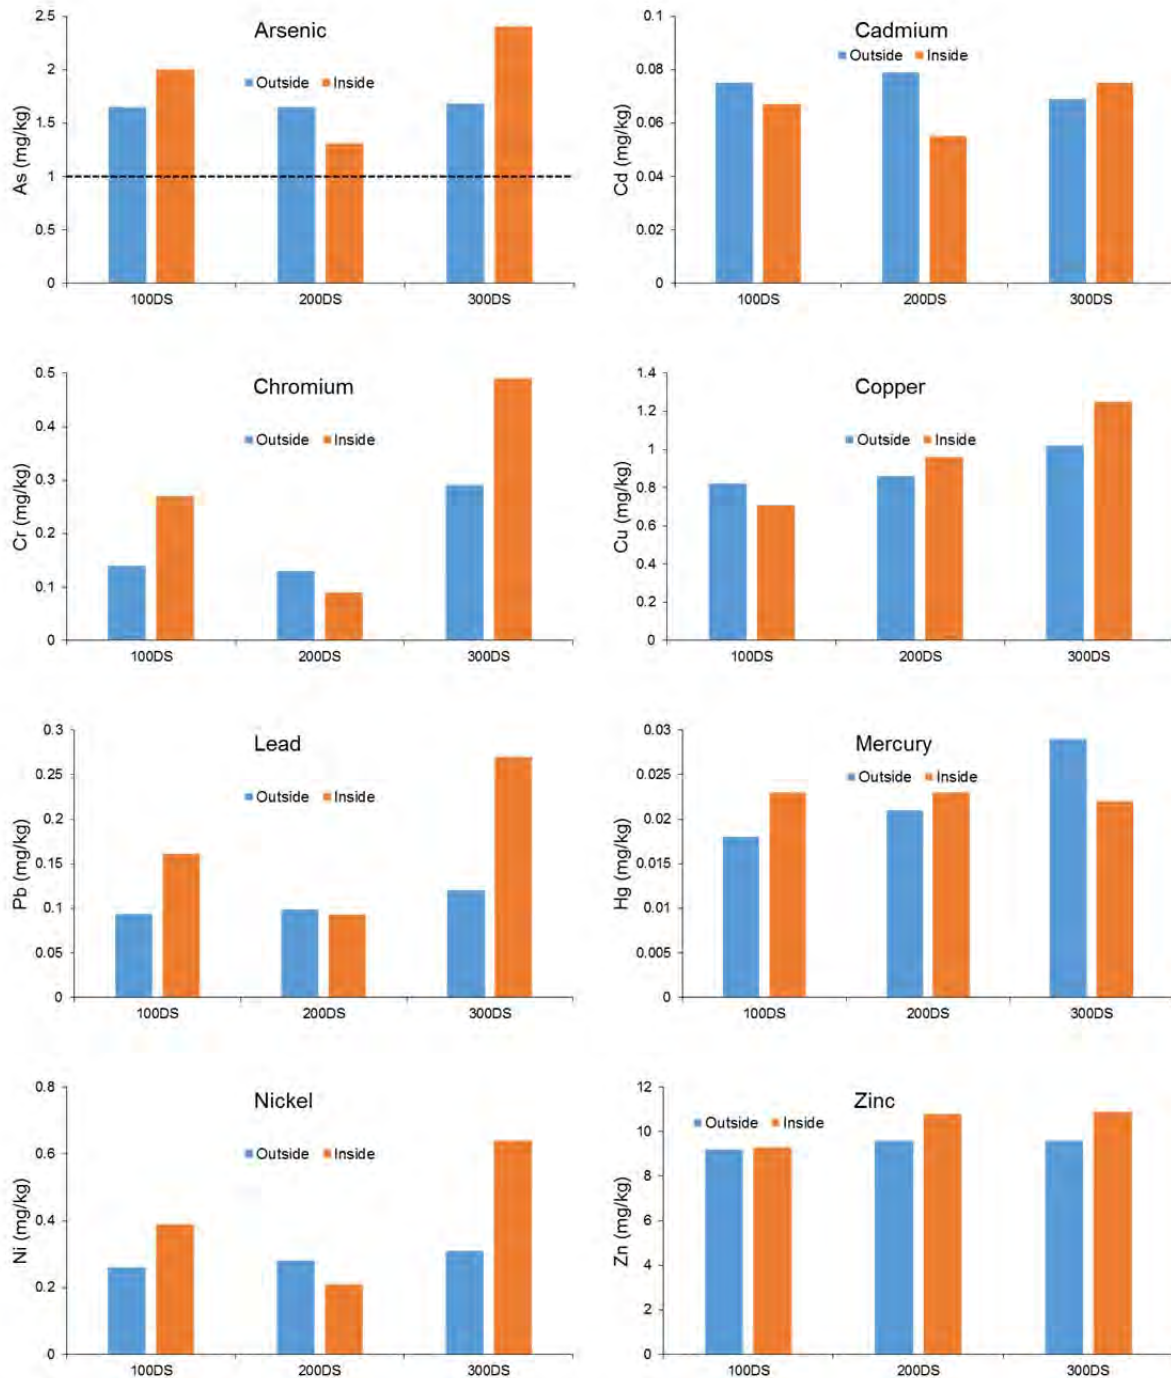 Arsenic
Outside Inside
As (mg/kg)
2.5
2
1.5
1
0.5
0
100DS 200DS 300DS
Cadmium
Outside Inside
Cd (mg/kg)
0.1
0.08
0.06
0.04
0.02
0
100DS 200DS 300DS
Chromium
Outside Inside
Cr (mg/kg)
0.5
0.4
0.3
0.2
0.1
0
100DS 200DS 300DS
Copper
Outside Inside
Cu (mg/kg)
1.4
1.2
1
0.8
0.6
0.4
0.2
0
100DS 200DS 300DS
Lead
Outside Inside
Pb (mg/kg)
0.3
0.25
0.2
0.15
0.1
0.05
0
100DS 200DS 300DS
Mercury
Outside Inside
Hg (mg/kg)
0.03
0.025
0.02
0.015
0.01
0.005
0
100DS 200DS 300DS
Nickel
Outside Inside
Ni (mg/kg)
0.8
0.6
0.4
0.2
0
100DS 200DS 300DS
Zinc
Outside Inside
Zn (mg/kg)
12
10
8
6
4
2
0
100DS 200DS 300DS